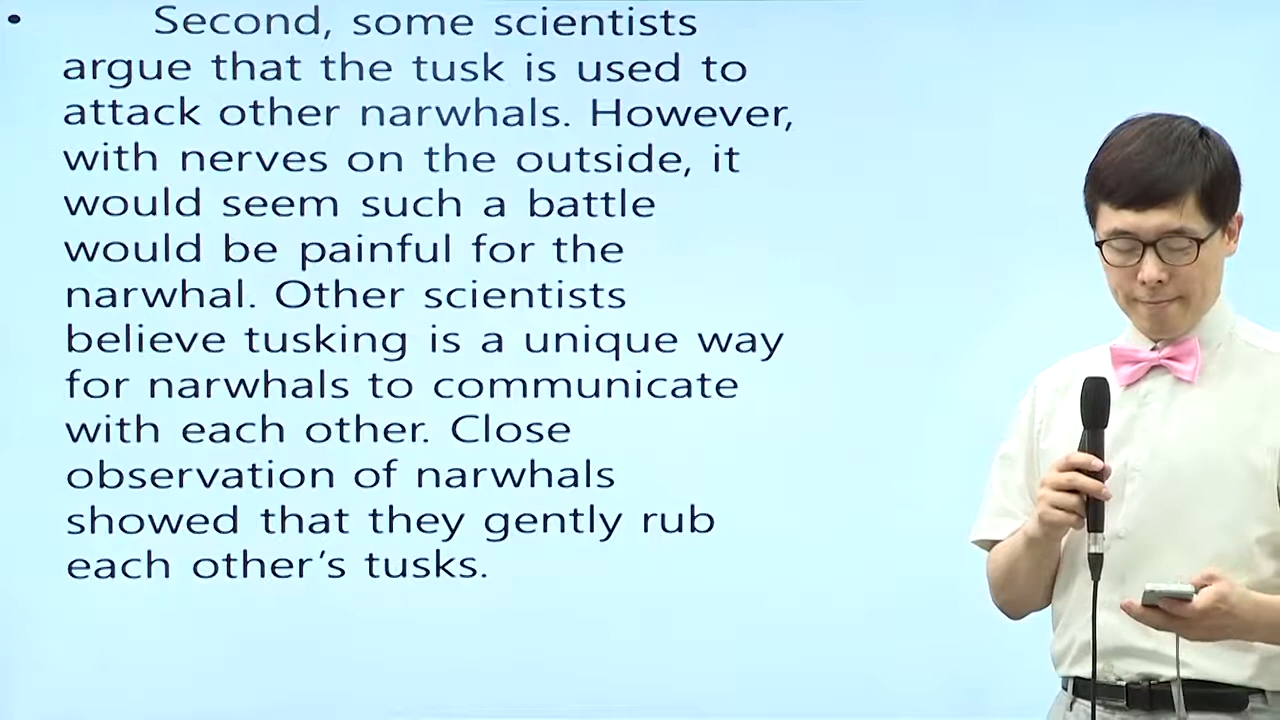 • Second, some scientists
argue that the tusk is used to
attack other narwhals. However,
with nerves on the outside, it
would seem such a battle
would be painful for the
narwhal. Other scientists
believe tusking is a unique way
for narwhals to communicate
with each other. Close
observation of narwhals
showed that they gently rub
each other’s tusks.